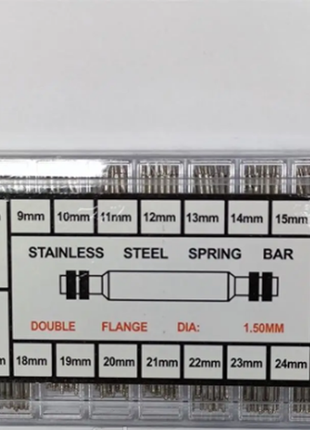 9mm 10mm 11mm 12mm 13mm 14mm 15mm
STAINLESS STEEL SPRING BAR
DOUBLE FLANGE DIA: 1.50MM
18mm 19mm 20mm 21mm 22mm 23mm 24mm